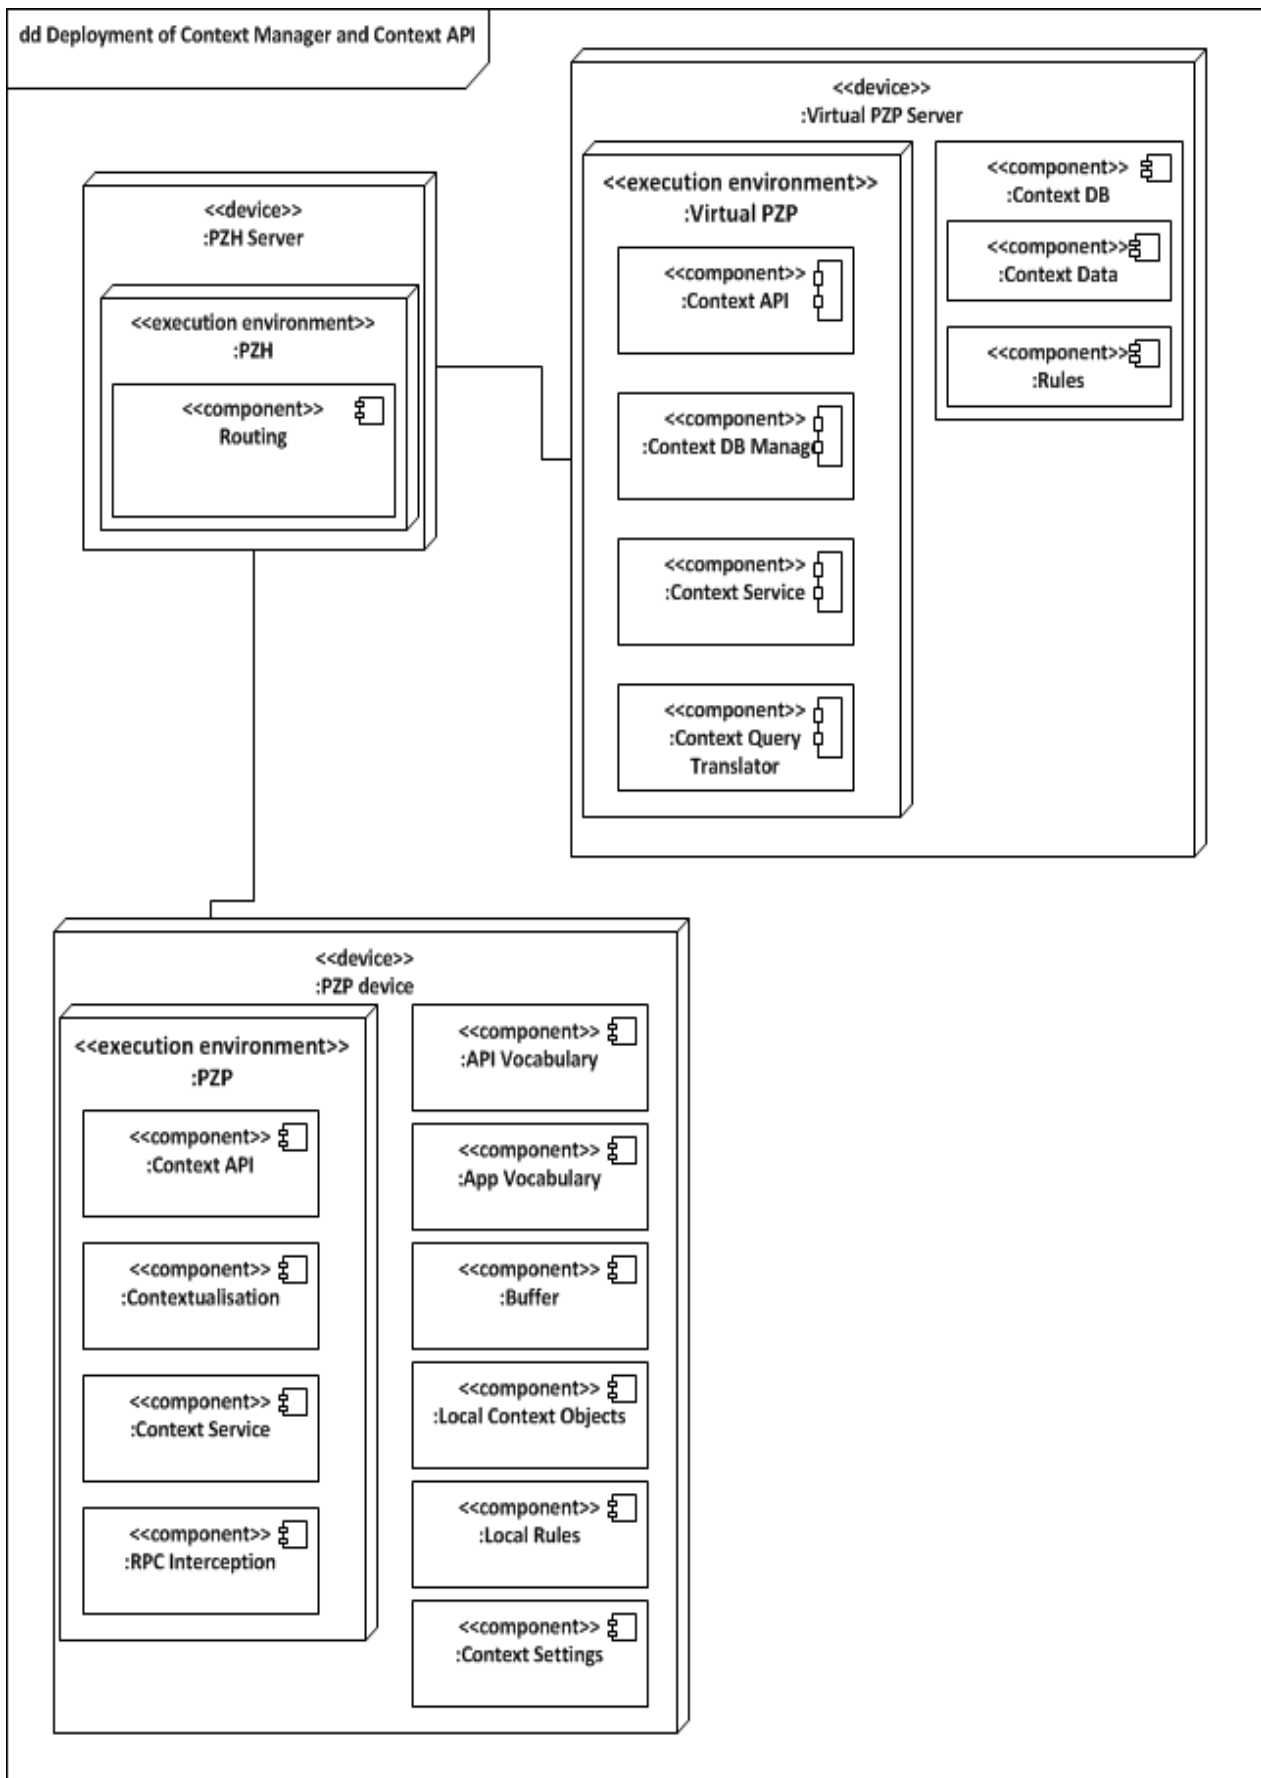 dd Deployment of Context Manager and Context API
<<device>>
:Virtual PZP Server
<<execution environment>>
:Virtual PZP
<<component>>
:Context API
<<component>>
:Context DB Manag
<<component>>
:Context Service
<<component>>
:Context Query
Translator
<<component>>
:Context DB
<<component>>
:Context Data
<<component>>
:Rules
<<device>>
:PZH Server
<<execution environment>>
:PZH
<<component>>
Routing
<<device>>
:PZP device
<<execution environment>>
:PZP
<<component>>
:Context API
<<component>>
:Contextualisation
<<component>>
:Context Service
<<component>>
:RPC Interception
<<component>>
:API Vocabulary
<<component>>
:App Vocabulary
<<component>>
:Buffer
<<component>>
:Local Context Objects
<<component>>
:Local Rules
<<component>>
:Context Settings